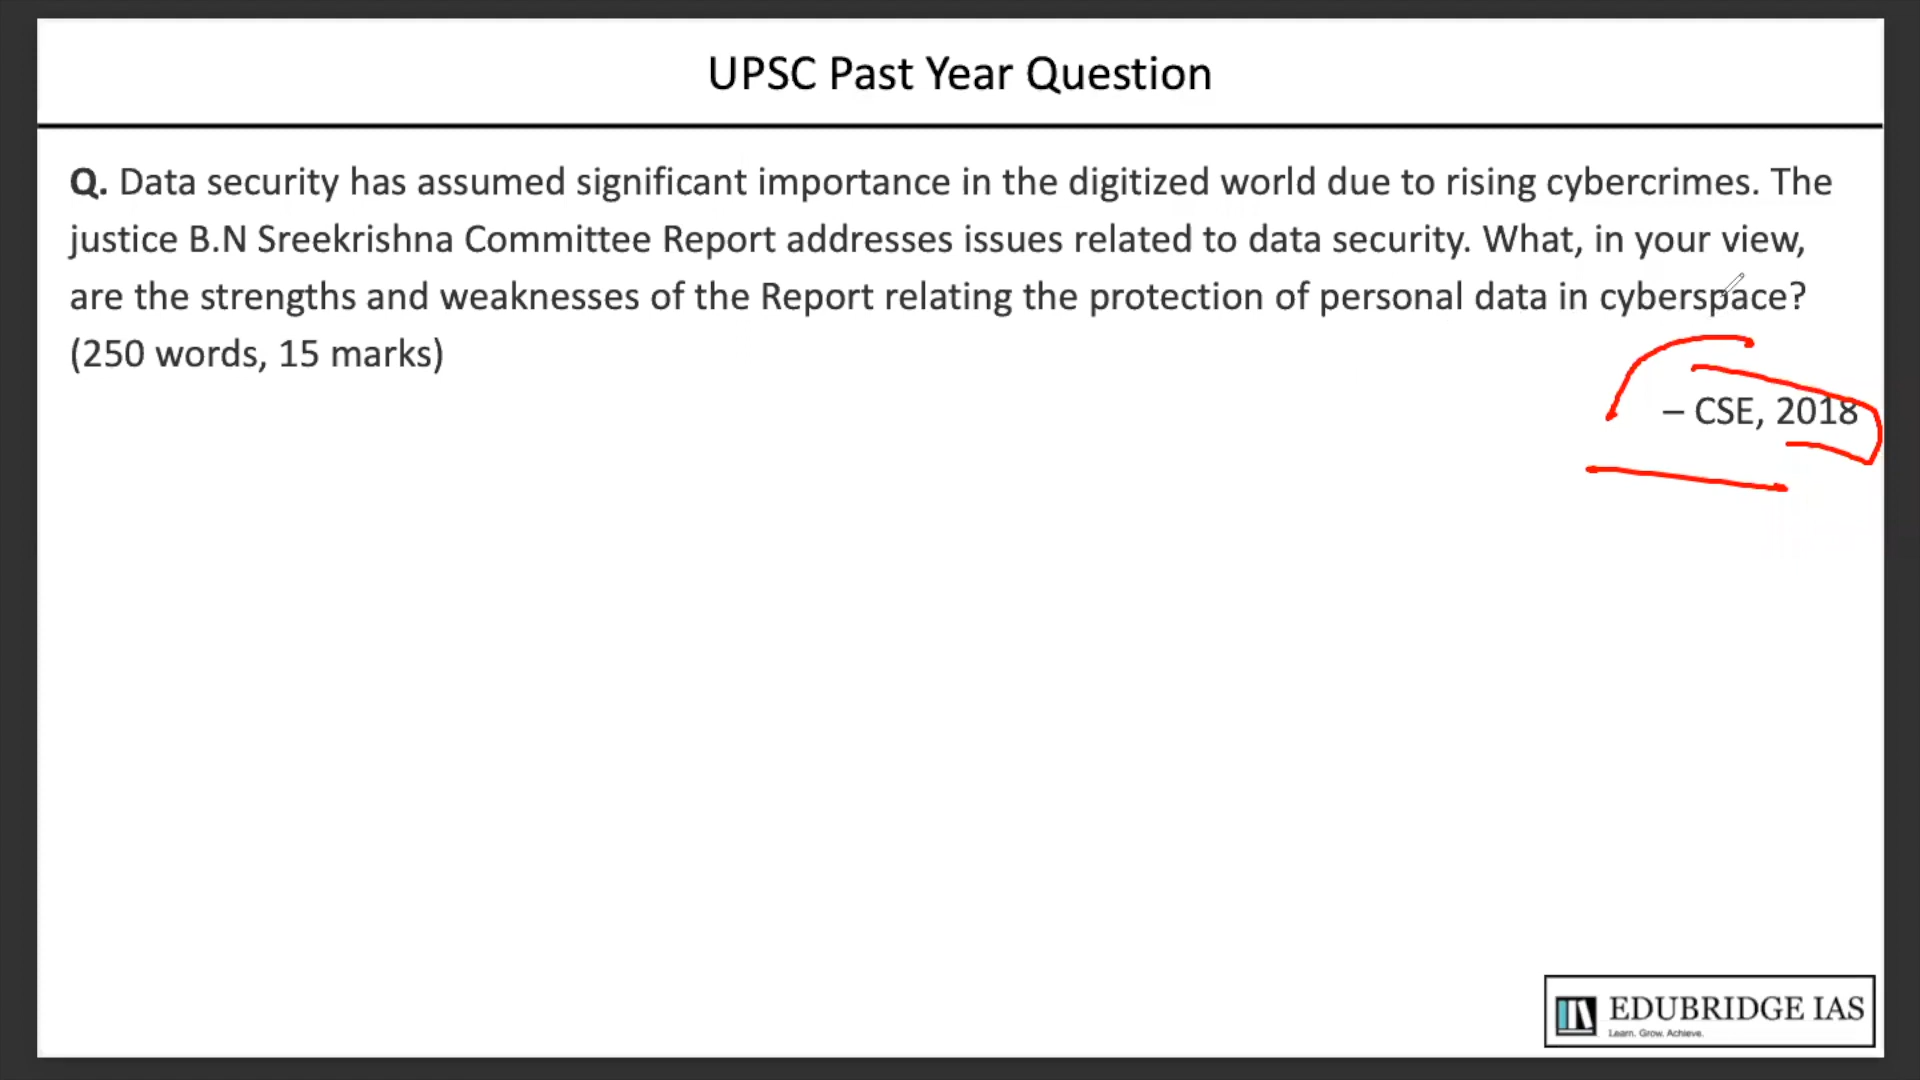 UPSC Past Year Question
Q. Data security has assumed significant importance in the digitized world due to rising cybercrimes. The
justice B.N Sreekrishna Committee Report addresses issues related to data security. What, in your view,
are the strengths and weaknesses of the Report relating the protection of personal data in cyberspace?
(250 words, 15 marks)
– CSE, 2018
EDUBRIDGE IAS
Learn. Grow. Achieve.